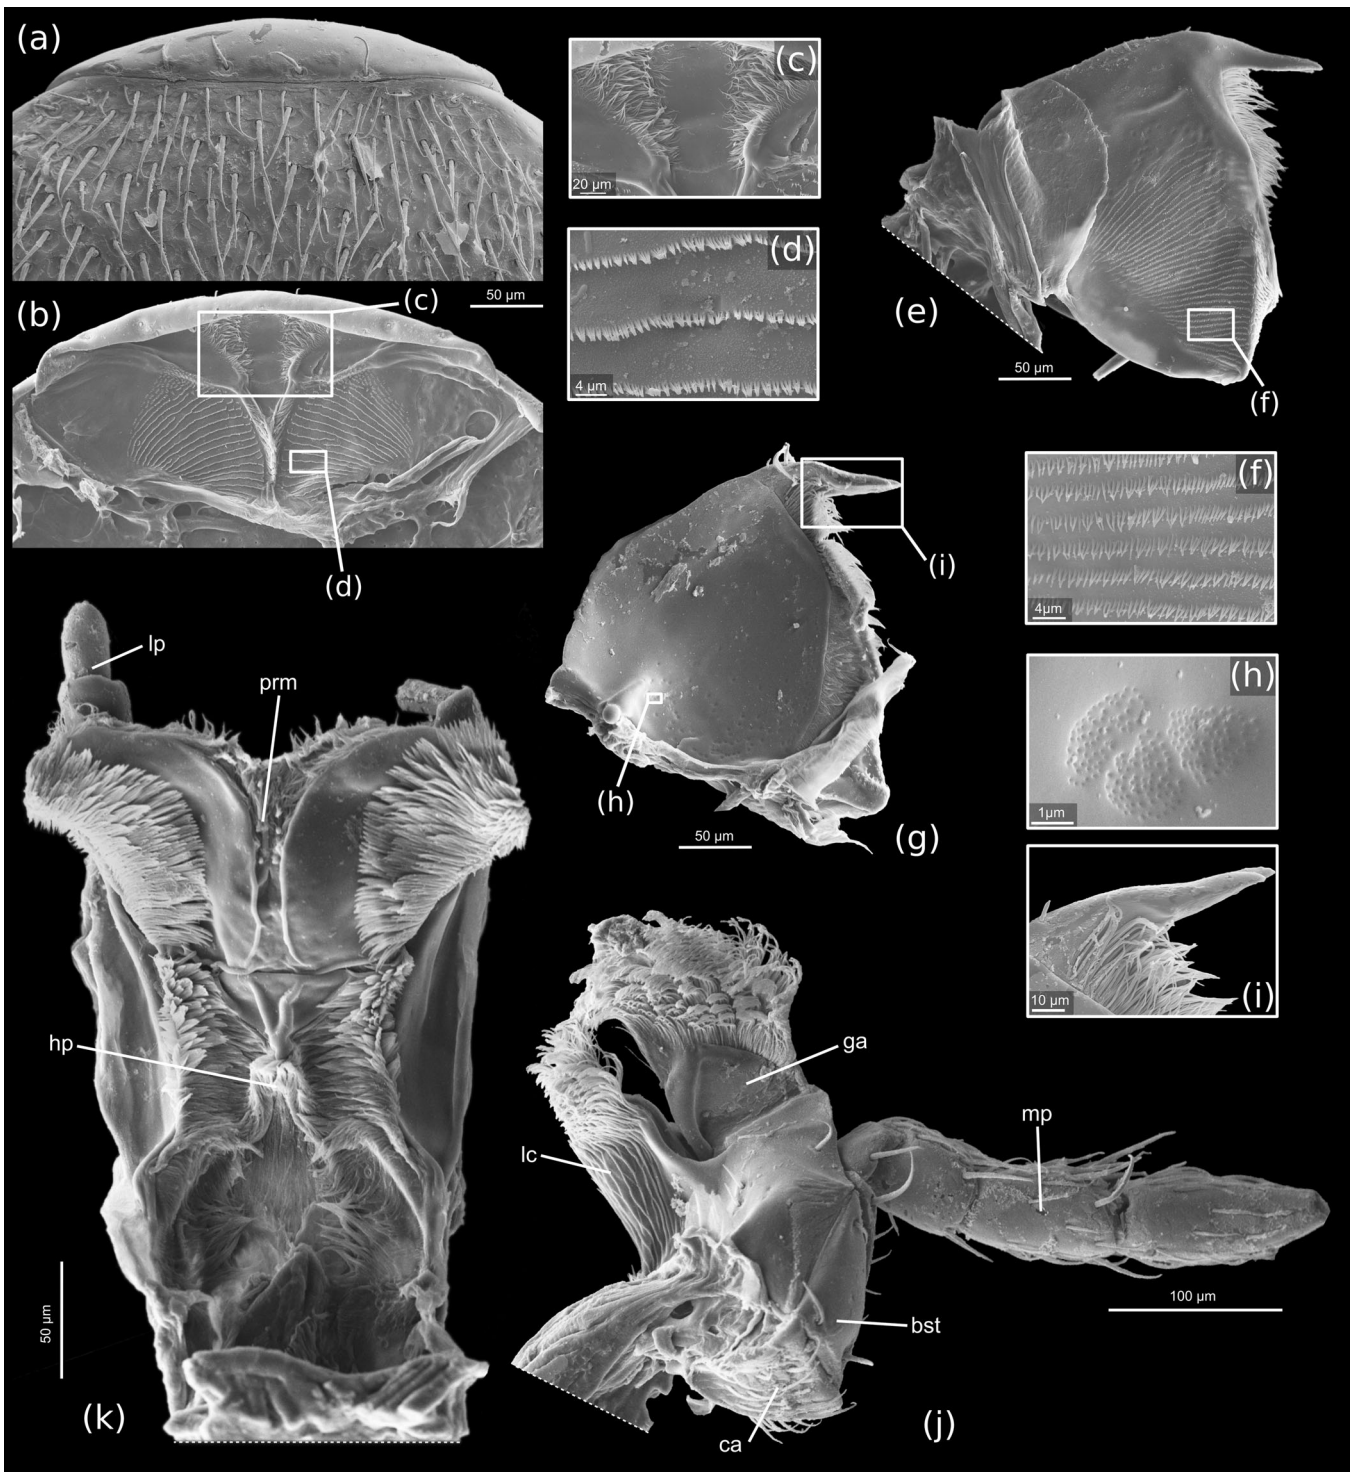 (a)
50 µm
(b)
(c)
(d)
(c)
20 µm
(d)
4 µm
(e)
50 µm
(f)
(i)
(h)
50 µm
(g)
(f)
4µm
(h)
1µm
(i)
10 µm
lp
prm
hp
50 µm
(k)
ga
lc
mp
100 µm
bst
ca
(j)